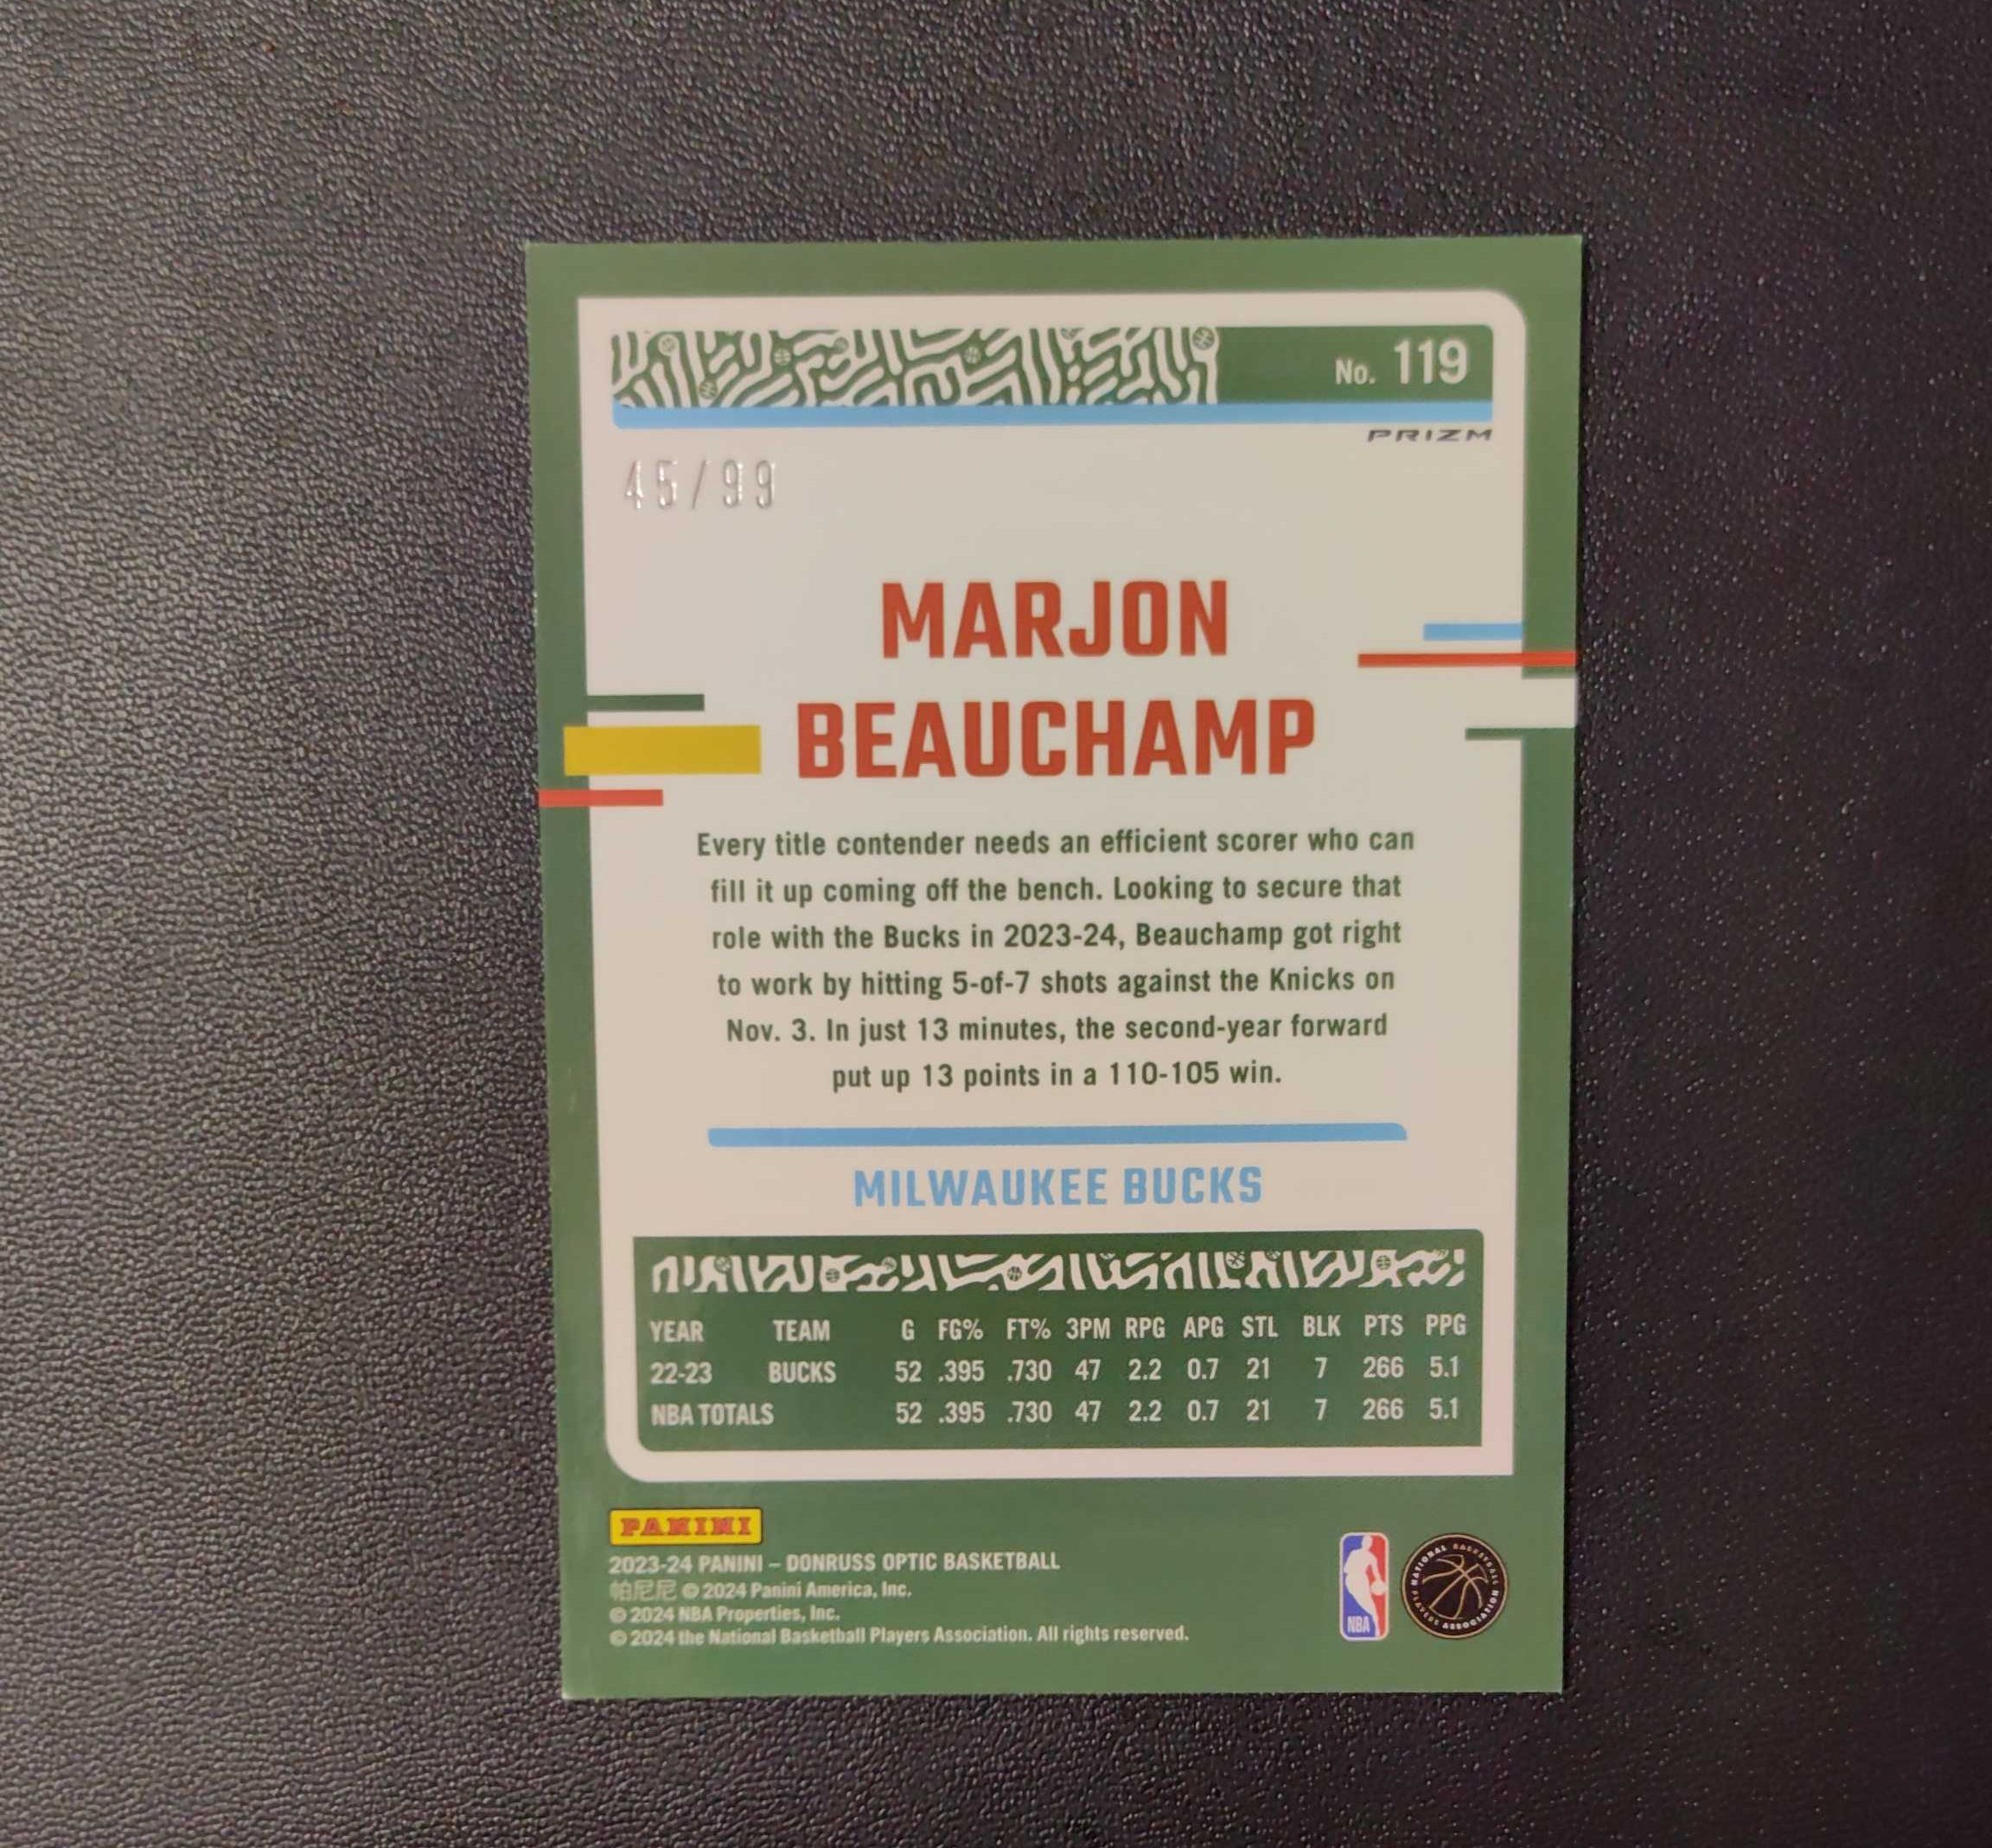 No. 119
PRIZM
45/99
MARJON
BEAUCHAMP
Every title contender needs an efficient scorer who can
fill it up coming off the bench. Looking to secure that
role with the Bucks in 2023-24, Beauchamp got right
to work by hitting 5-of-7 shots against the Knicks on
Nov. 3. In just 13 minutes, the second-year forward
put up 13 points in a 110-105 win.
MILWAUKEE BUCKS
YEAR TEAM G FG% FT% 3PM RPG APG STL BLK PTS PPG
22-23 BUCKS 52 .395 .730 47 2.2 0.7 21 7 266 5.1
NBA TOTALS 52 .395 .730 47 2.2 0.7 21 7 266 5.1
PANINI
2023-24 PANINI – DONRUSS OPTIC BASKETBALL
帕尼尼 © 2024 Panini America, Inc.
© 2024 NBA Properties, Inc.
© 2024 the National Basketball Players Association. All rights reserved.
NBA
NATIONAL BASKETBALL PLAYERS ASSOCIATION